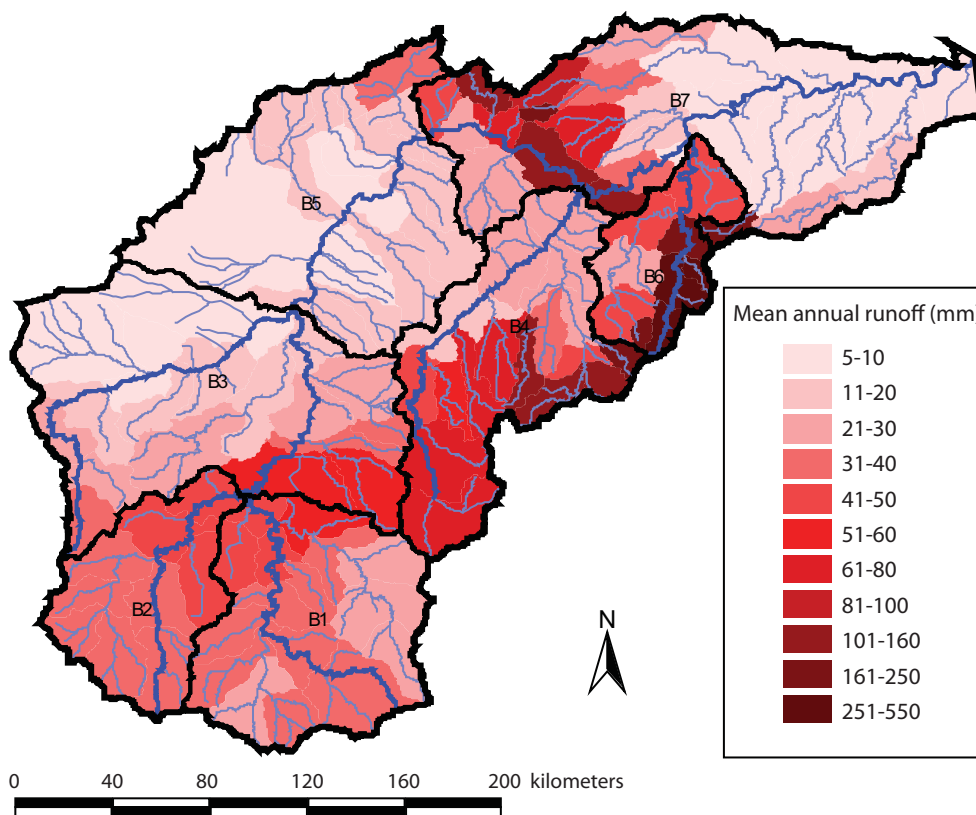 B7
B5
B6
B4
B3
B2
B1
Mean annual runoff (mm)
5-10
11-20
21-30
31-40
41-50
51-60
61-80
81-100
101-160
161-250
251-550
N
0 40 80 120 160 200 kilometers